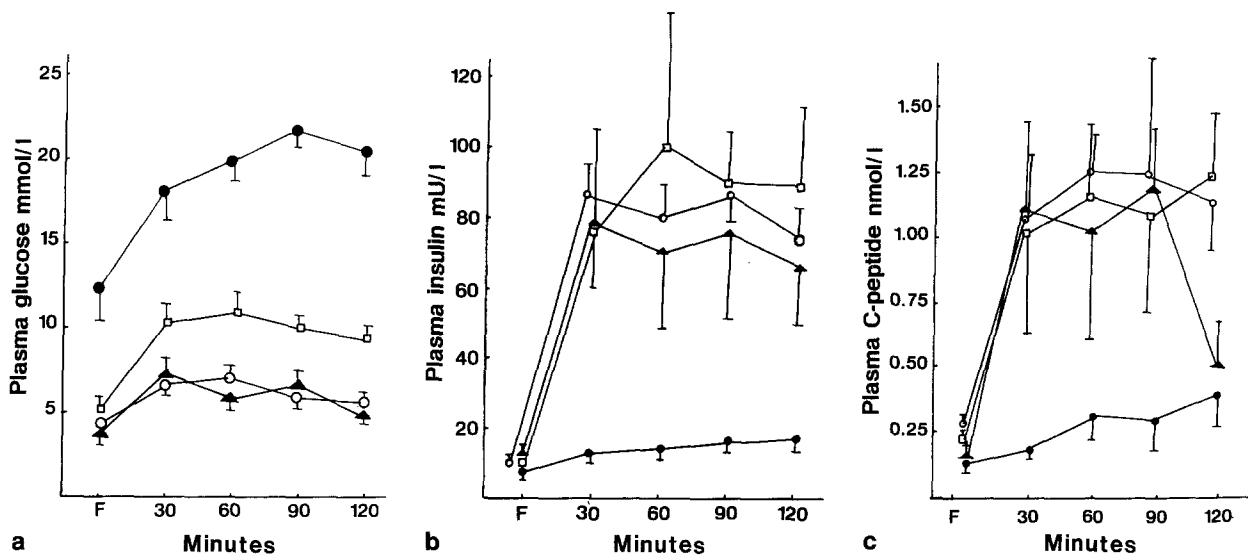 Plasma glucose mmol/l
25
20
15
10
5
F 30 60 90 120
Minutes
a
Plasma insulin mU/l
120
100
80
60
40
20
F 30 60 90 120
Minutes
b
Plasma C-peptide nmol/l
1.50
1.25
1.00
0.75
0.50
0.25
F 30 60 90 120
Minutes
c